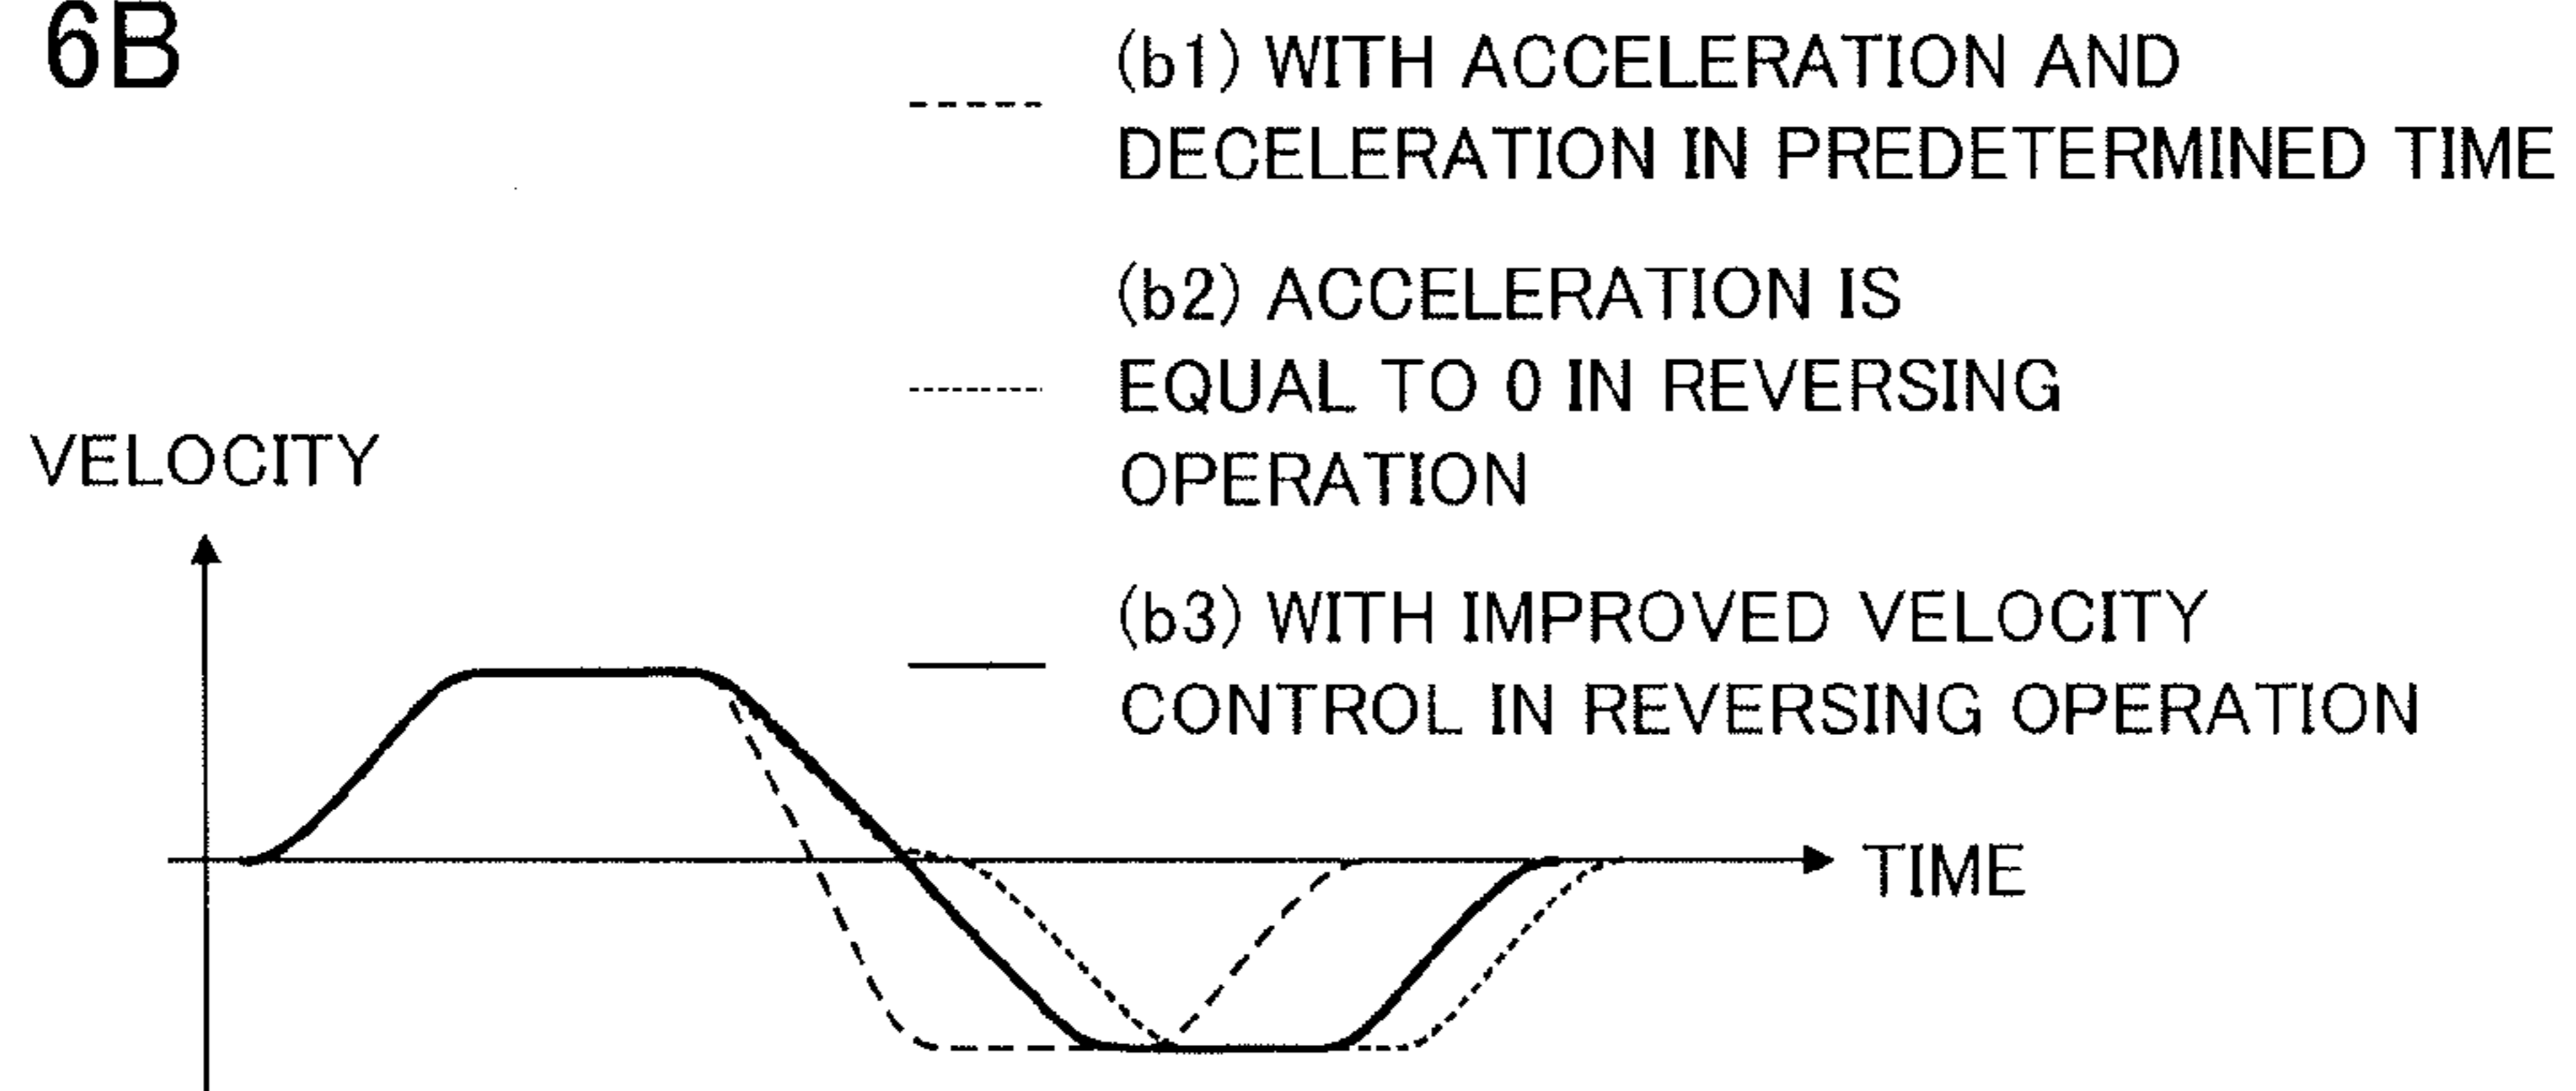 6B
(b1) WITH ACCELERATION AND
DECELERATION IN PREDETERMINED TIME
(b2) ACCELERATION IS
EQUAL TO 0 IN REVERSING
OPERATION
VELOCITY
(b3) WITH IMPROVED VELOCITY
CONTROL IN REVERSING OPERATION
TIME